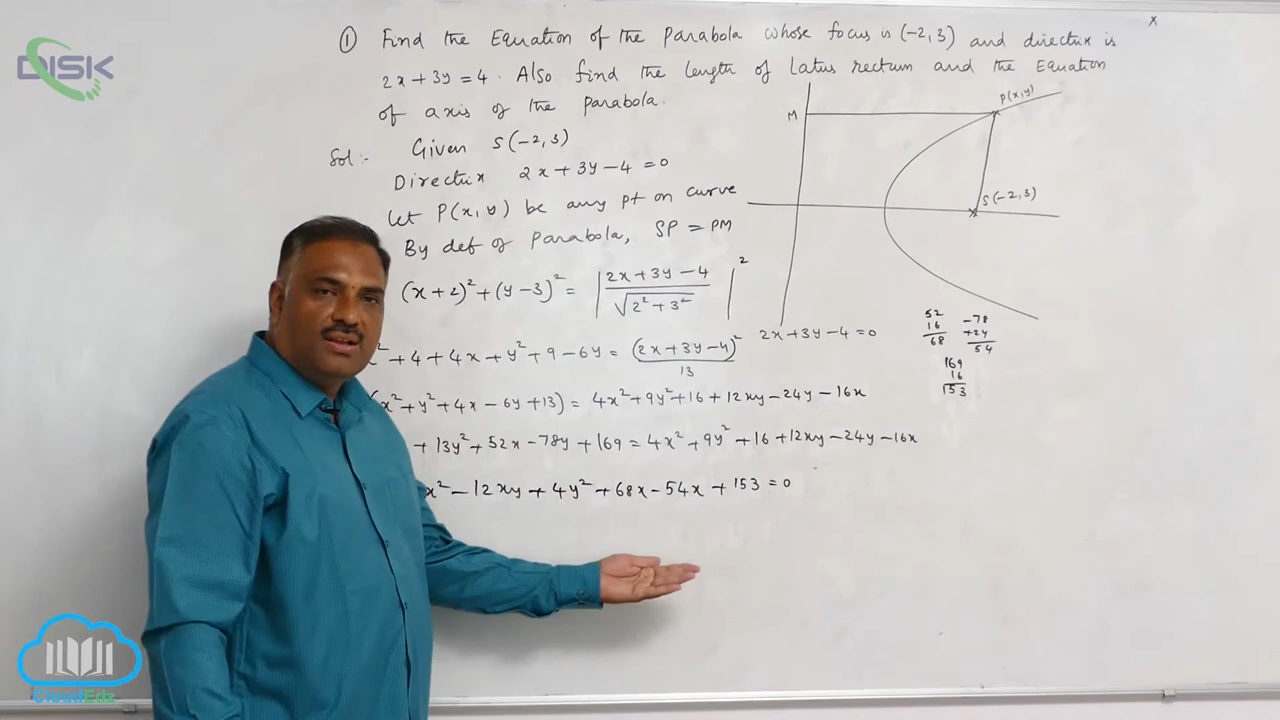 DISK
x
① Find the Equation of the Parabola whose focus is (-2,3) and directrix is
2x+3y=4. Also find the length of Latus rectum and the Equation
of axis of the parabola.
Sol:- Given S(-2,3)
Directrix 2x+3y-4=0
let P(x,y) be any pt on curve
By def of Parabola, SP = PM
(x+2)²+(y-3)² = |2x+3y-4/√2²+3²|²
²+4+4x+y²+9-6y = (2x+3y-4)²/13
(x²+y²+4x-6y+13) = 4x²+9y²+16+12xy-24y-16x
+13y²+52x-78y+169=4x²+9y²+16+12xy-24y-16x
x²-12xy+4y²+68x-54x+153=0
M
P(x,y)
S(-2,3)
2x+3y-4=0
52
16
68
-78
+24
54
169
16
153
CloudEdz